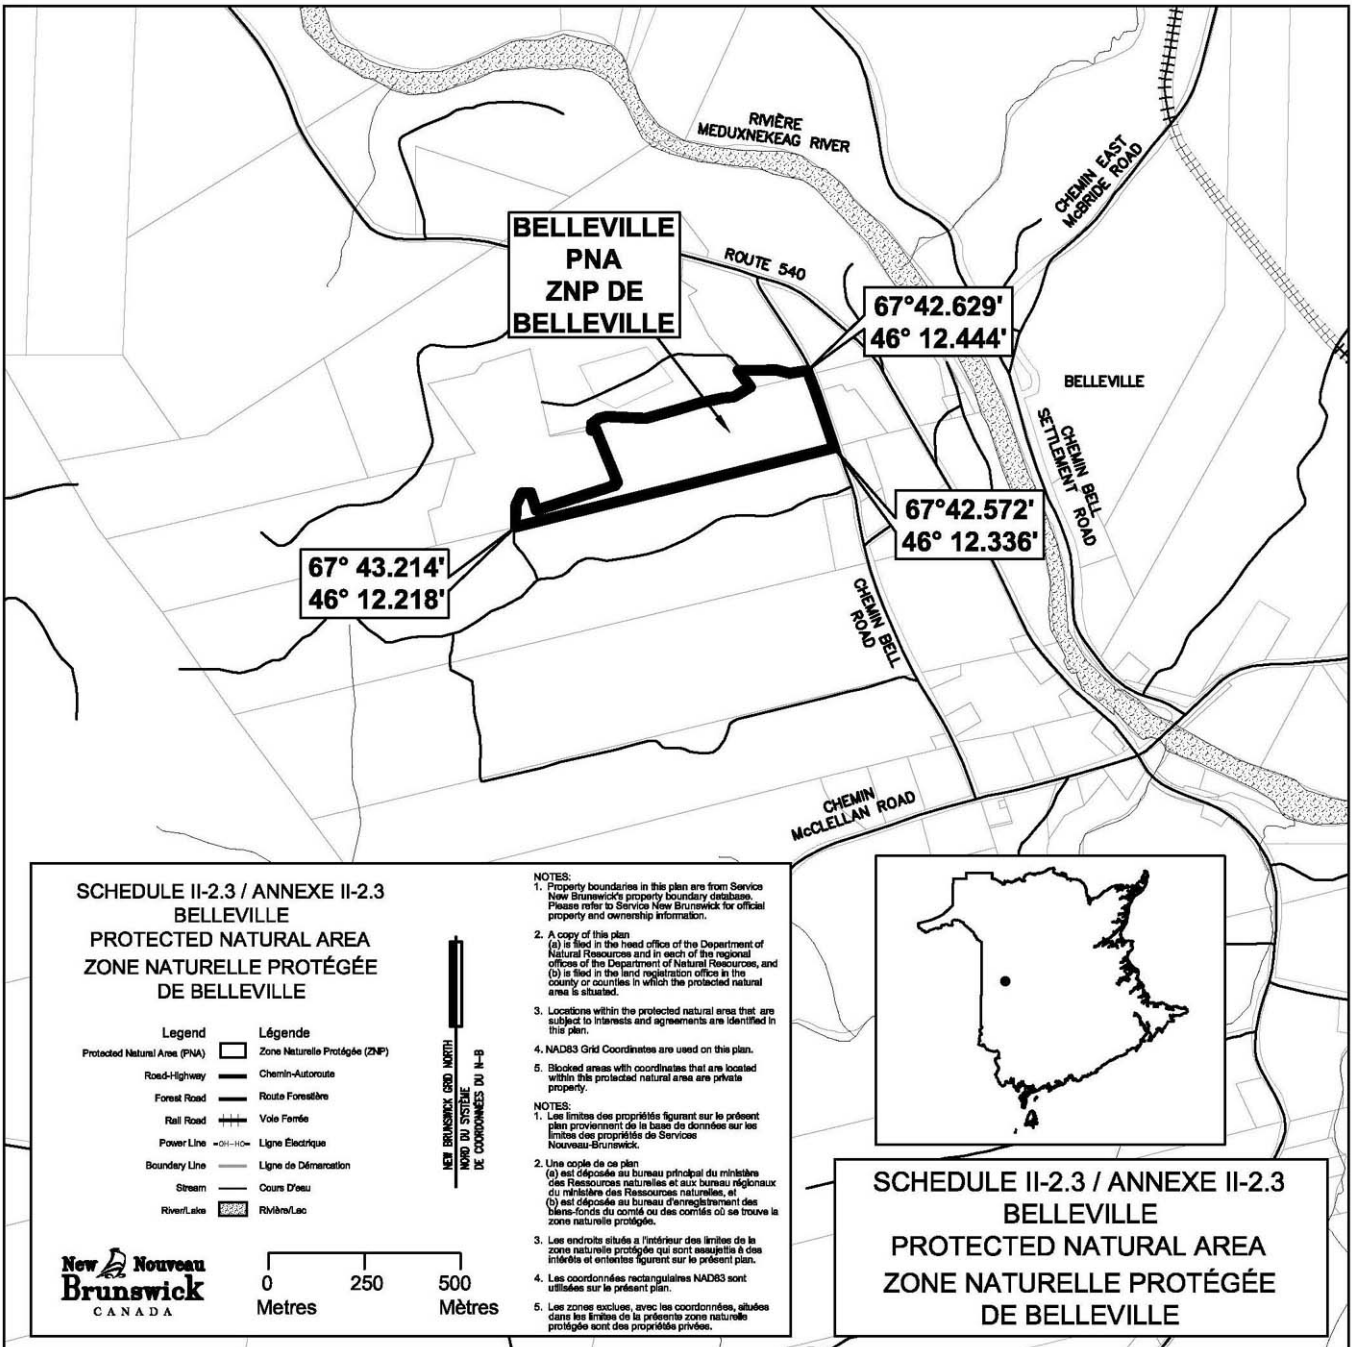 RIVIÈRE
MEDUXNEKEAG RIVER
CHEMIN EAST
McBRIDE ROAD
BELLEVILLE
PNA
ZNP DE
BELLEVILLE
ROUTE 540
67°42.629'
46° 12.444'
BELLEVILLE
CHEMIN BELL
SETTLEMENT ROAD
67°42.572'
46° 12.336'
67° 43.214'
46° 12.218'
CHEMIN BELL
ROAD
CHEMIN
McCLELLAN ROAD
SCHEDULE II-2.3 / ANNEXE II-2.3
BELLEVILLE
PROTECTED NATURAL AREA
ZONE NATURELLE PROTÉGÉE
DE BELLEVILLE
Legend Légende
Protected Natural Area (PNA) Zone Naturelle Protégée (ZNP)
Road-Highway Chemin-Autoroute
Forest Road Route Forestière
Rail Road Voie Ferrée
Power Line -OH-HO- Ligne Électrique
Boundary Line Ligne de Démarcation
Stream Cours D'eau
River/Lake Rivière/Lac
NEW BRUNSWICK GRID NORTH
NORD DU SYSTÈME
DE COORDONNÉES DU N-B
New Nouveau
Brunswick
CANADA
0 250 500
Metres Mètres
NOTES:
1. Property boundaries in this plan are from Service
New Brunswick's property boundary database.
Please refer to Service New Brunswick for official
property and ownership information.
2. A copy of this plan
(a) is filed in the head office of the Department of
Natural Resources and in each of the regional
offices of the Department of Natural Resources, and
(b) is filed in the land registration office in the
county or counties in which the protected natural
area is situated.
3. Locations within the protected natural area that are
subject to interests and agreements are identified in
this plan.
4. NAD83 Grid Coordinates are used on this plan.
5. Blocked areas with coordinates that are located
within this protected natural area are private
property.
NOTES:
1. Les limites des propriétés figurant sur le présent
plan proviennent de la base de données sur les
limites des propriétés de Services
Nouveau-Brunswick.
2. Une copie de ce plan
(a) est déposée au bureau principal du ministère
des Ressources naturelles et aux bureau régionaux
du ministère des Ressources naturelles, et
(b) est déposée au bureau d'enregistrement des
biens-fonds du comté ou des comtés où se trouve la
zone naturelle protégée.
3. Les endroits situés a l'intérieur des limites de la
zone naturelle protégée qui sont assujettis à des
intérêts et ententes figurent sur le présent plan.
4. Les coordonnées rectangulaires NAD83 sont
utilisées sur le présent plan.
5. Les zones exclues, avec les coordonnées, situées
dans les limites de la présente zone naturelle
protégée sont des propriétés privées.
SCHEDULE II-2.3 / ANNEXE II-2.3
BELLEVILLE
PROTECTED NATURAL AREA
ZONE NATURELLE PROTÉGÉE
DE BELLEVILLE